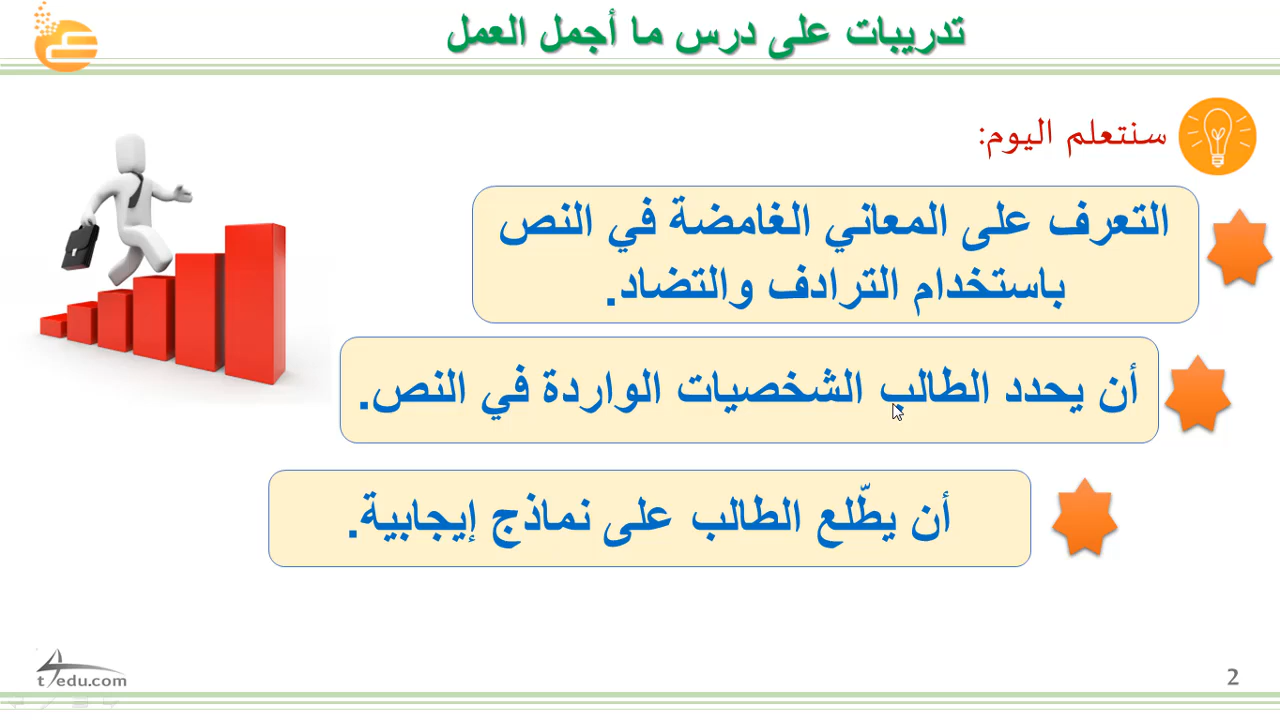 تدريبات على درس ما أجمل العمل
سنتعلم اليوم:
التعرف على المعاني الغامضة في النص
باستخدام الترادف والتضاد.
أن يحدد الطالب الشخصيات الواردة في النص.
أن يطّلع الطالب على نماذج إيجابية.
t4edu.com
2